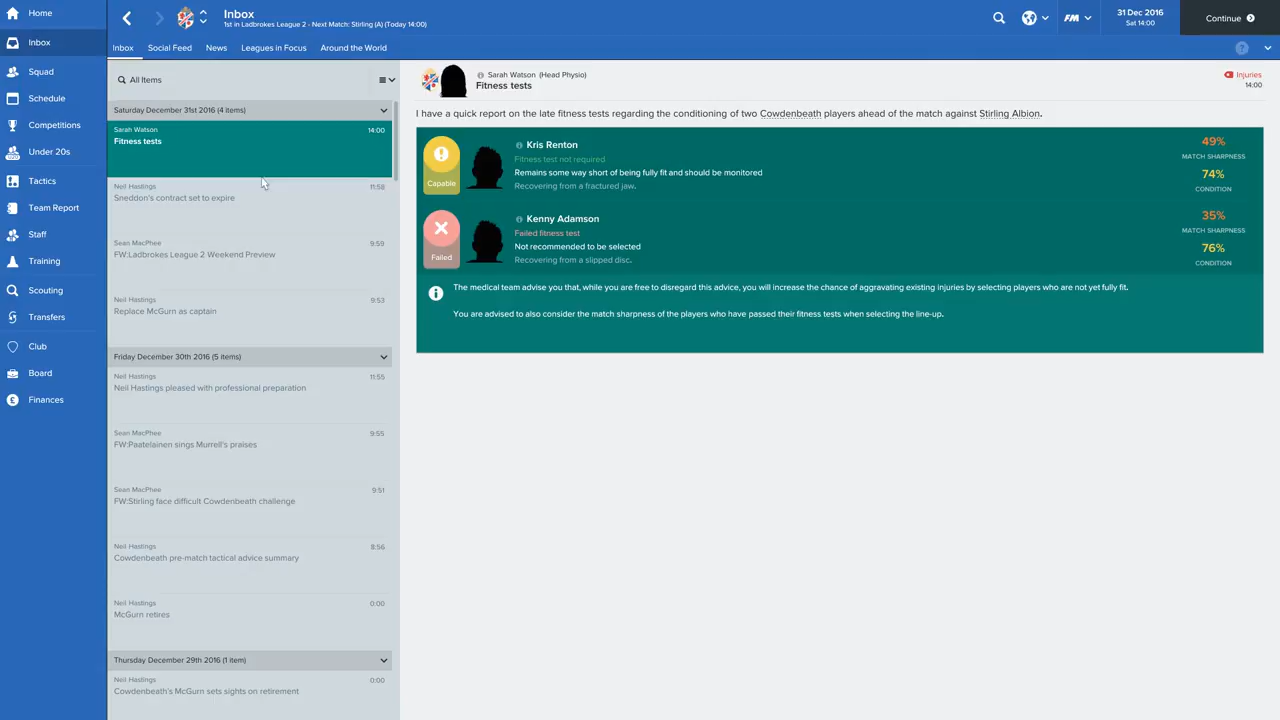 Home
Inbox
Squad
Schedule
Competitions
Under 20s
Tactics
Team Report
Staff
Training
Scouting
Transfers
Club
Board
Finances
Inbox
1st in Ladbrokes League 2 - Next Match: Stirling (A) (Today 14:00)
FM
31 Dec 2016
Sat 14:00
Continue
Inbox
Social Feed
News
Leagues in Focus
Around the World
?
All Items
Saturday December 31st 2016 (4 items)
Sarah Watson 14:00
Fitness tests
Neil Hastings 11:58
Sneddon's contract set to expire
Sean MacPhee 9:59
FW:Ladbrokes League 2 Weekend Preview
Neil Hastings 9:53
Replace McGurn as captain
Friday December 30th 2016 (5 items)
Neil Hastings 11:55
Neil Hastings pleased with professional preparation
Sean MacPhee 9:55
FW:Paatelainen sings Murrell's praises
Sean MacPhee 9:51
FW:Stirling face difficult Cowdenbeath challenge
Neil Hastings 8:56
Cowdenbeath pre-match tactical advice summary
Neil Hastings 0:00
McGurn retires
Thursday December 29th 2016 (1 item)
Neil Hastings 0:00
Cowdenbeath's McGurn sets sights on retirement
Sarah Watson (Head Physio)
Fitness tests
Injuries
14:00
I have a quick report on the late fitness tests regarding the conditioning of two Cowdenbeath players ahead of the match against Stirling Albion.
Capable
Kris Renton
Fitness test not required
Remains some way short of being fully fit and should be monitored
Recovering from a fractured jaw.
49%
MATCH SHARPNESS
74%
CONDITION
Failed
Kenny Adamson
Failed fitness test
Not recommended to be selected
Recovering from a slipped disc.
35%
MATCH SHARPNESS
76%
CONDITION
The medical team advise you that, while you are free to disregard this advice, you will increase the chance of aggravating existing injuries by selecting players who are not yet fully fit.
You are advised to also consider the match sharpness of the players who have passed their fitness tests when selecting the line-up.